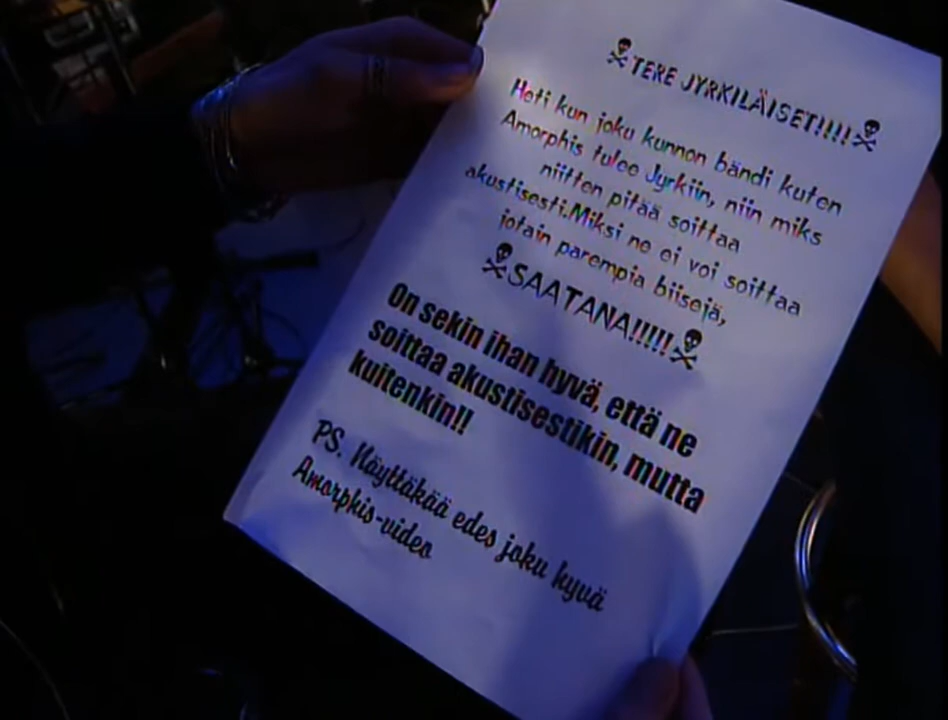 TERE JYRKILÄISET!!!!
Heti kun joku kunnon bändi kuten
Amorphis tulee Jyrkiin, niin miks
niitten pitää soittaa
akustisesti.Miksi ne ei voi soittaa
jotain parempia biisejä,
SAATANA!!!!!
On sekin ihan hyvä, että ne
soittaa akustisestikin, mutta
kuitenkin!!
PS. Näyttäkää edes joku hyvä
Amorphis-video